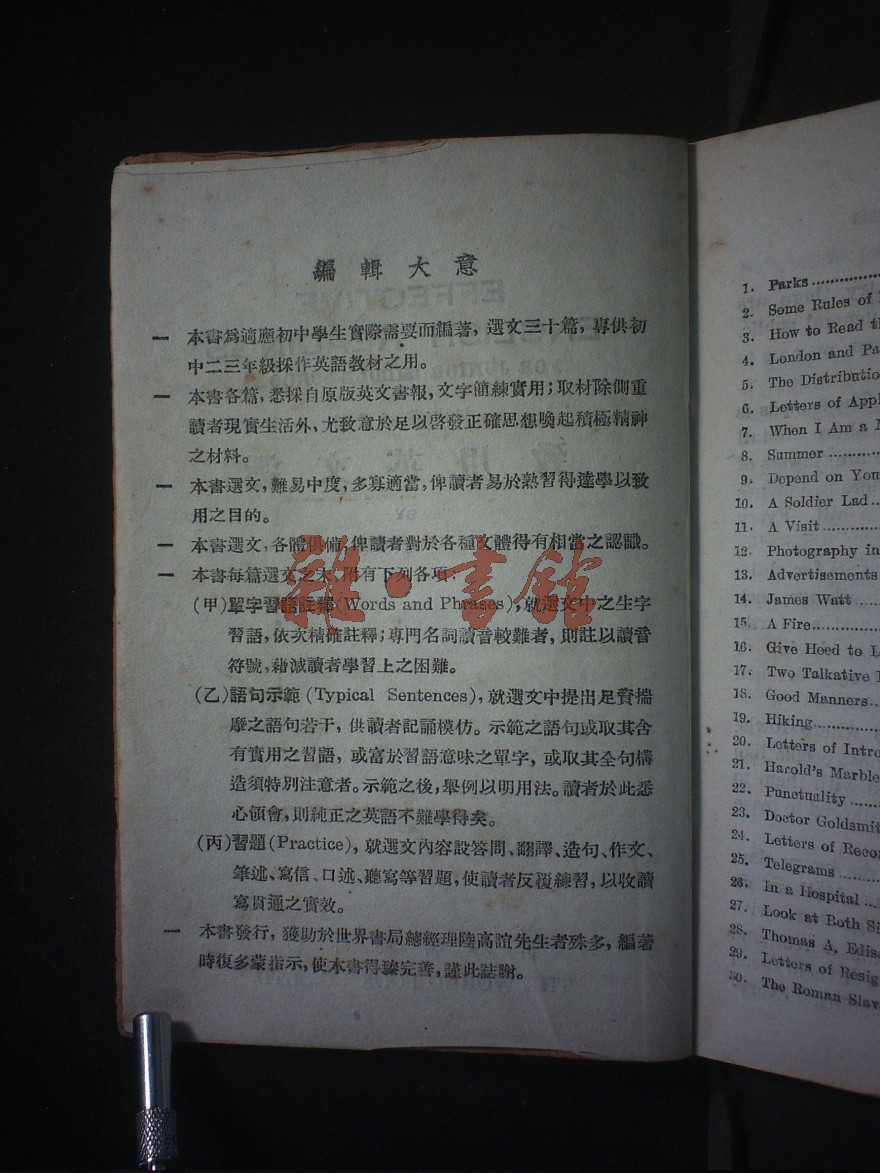 編輯大意
一 本書爲適應初中學生實際需要而編著，選文三十篇，專供初
中二三年級採作英語教材之用。
一 本書各篇，悉採自原版英文書報，文字簡練實用；取材除側重
讀者現實生活外，尤致意於足以啓發正確思想喚起積極精神
之材料。
一 本書選文，難易中度，多寡適當，俾讀者易於熟習得達學以致
用之目的。
一 本書選文，各體俱備，俾讀者對於各種文體得有相當之認識。
一 本書每篇選文之末，附有下列各項：
(甲)單字習語註釋(Words and Phrases)，就選文中之生字
習語，依次精確註釋；專門名詞讀音較難者，則註以讀音
符號，藉減讀者學習上之困難。
(乙)語句示範(Typical Sentences)，就選文中提出足資揣
摩之語句若干，供讀者記誦模仿。示範之語句或取其含
有實用之習語，或富於習語意味之單字，或取其全句構
造須特别注意者。示範之後，舉例以明用法。讀者於此悉
心領會，則純正之英語不難學得矣。
(丙)習題(Practice)，就選文內容設答問、翻譯、造句、作文、
筆述、寫信、口述、聽寫等習題，使讀者反覆練習，以收讀
寫貫通之實效。
一 本書發行，獲助於世界書局總經理陸高誼先生者殊多，編著
時復多蒙指示，使本書得臻完善，謹此誌謝。
雜·書館
1. Parks
2. Some Rules of
3. How to Read th
4. London and Pa
5. The Distributio
6. Letters of Appl
7. When I Am a M
8. Summer
9. Depend on You
10. A Soldier Lad
11. A Visit
12. Photography in
13. Advertisements
14. James Watt
15. A Fire
16. Give Heed to L
17. Two Talkative
18. Good Manners
19. Hiking
20. Letters of Intro
21. Harold's Marble
22. Punctuality
23. Doctor Goldsmit
24. Letters of Recom
25. Telegrams
26. In a Hospital
27. Look at Both Si
28. Thomas A. Edis
29. Letters of Resig
30. The Roman Slav